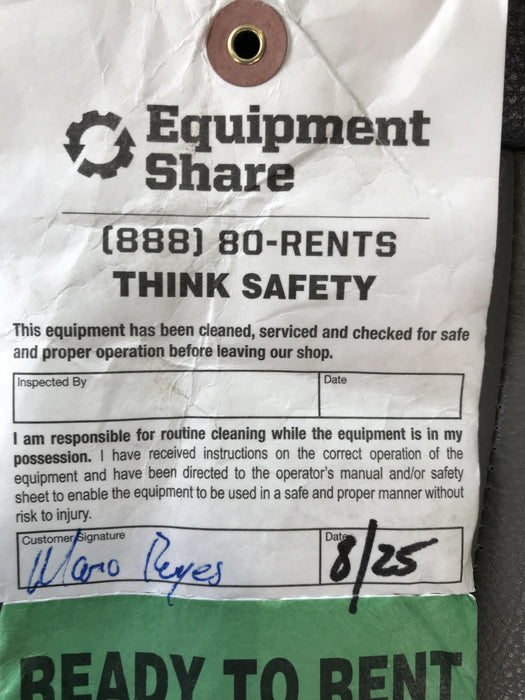 Equipment
Share
(888) 80-RENTS
THINK SAFETY
This equipment has been cleaned, serviced and checked for safe
and proper operation before leaving our shop.
Inspected By
Date
I am responsible for routine cleaning while the equipment is in my
possession. I have received instructions on the correct operation of the
equipment and have been directed to the operator's manual and/or safety
sheet to enable the equipment to be used in a safe and proper manner without
risk to injury.
Customer Signature
Date
Mario Reyes
8/25
READY TO RENT